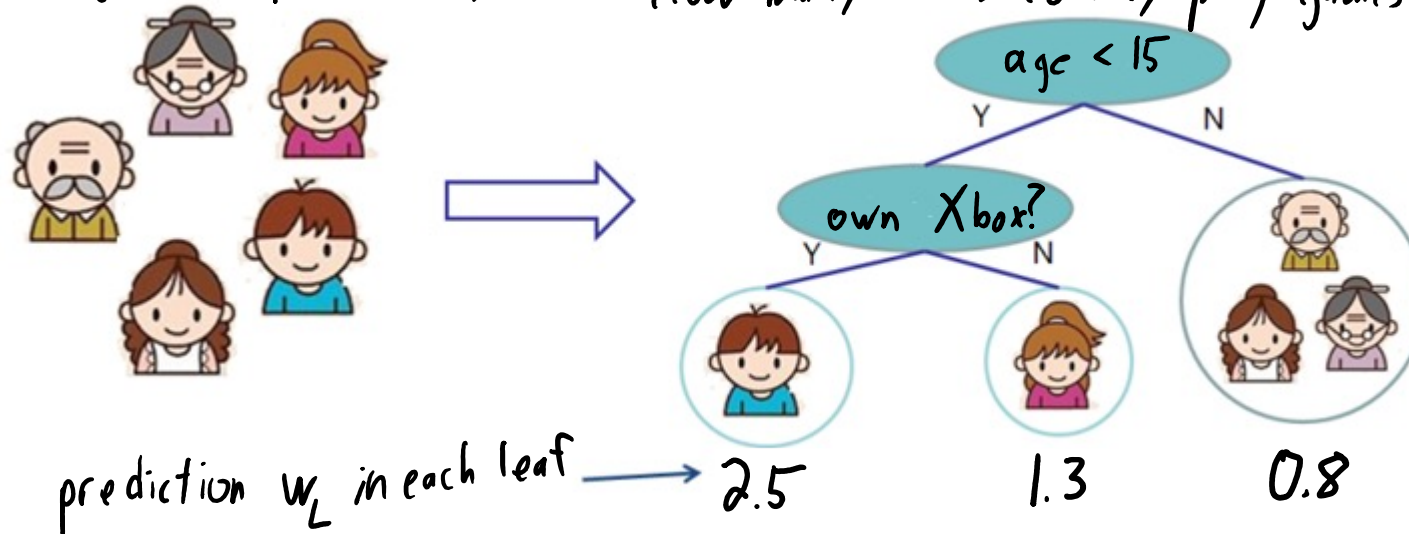 age < 15
Y
N
own Xbox?
Y
N
prediction w_L in each leaf
2.5
1.3
0.8